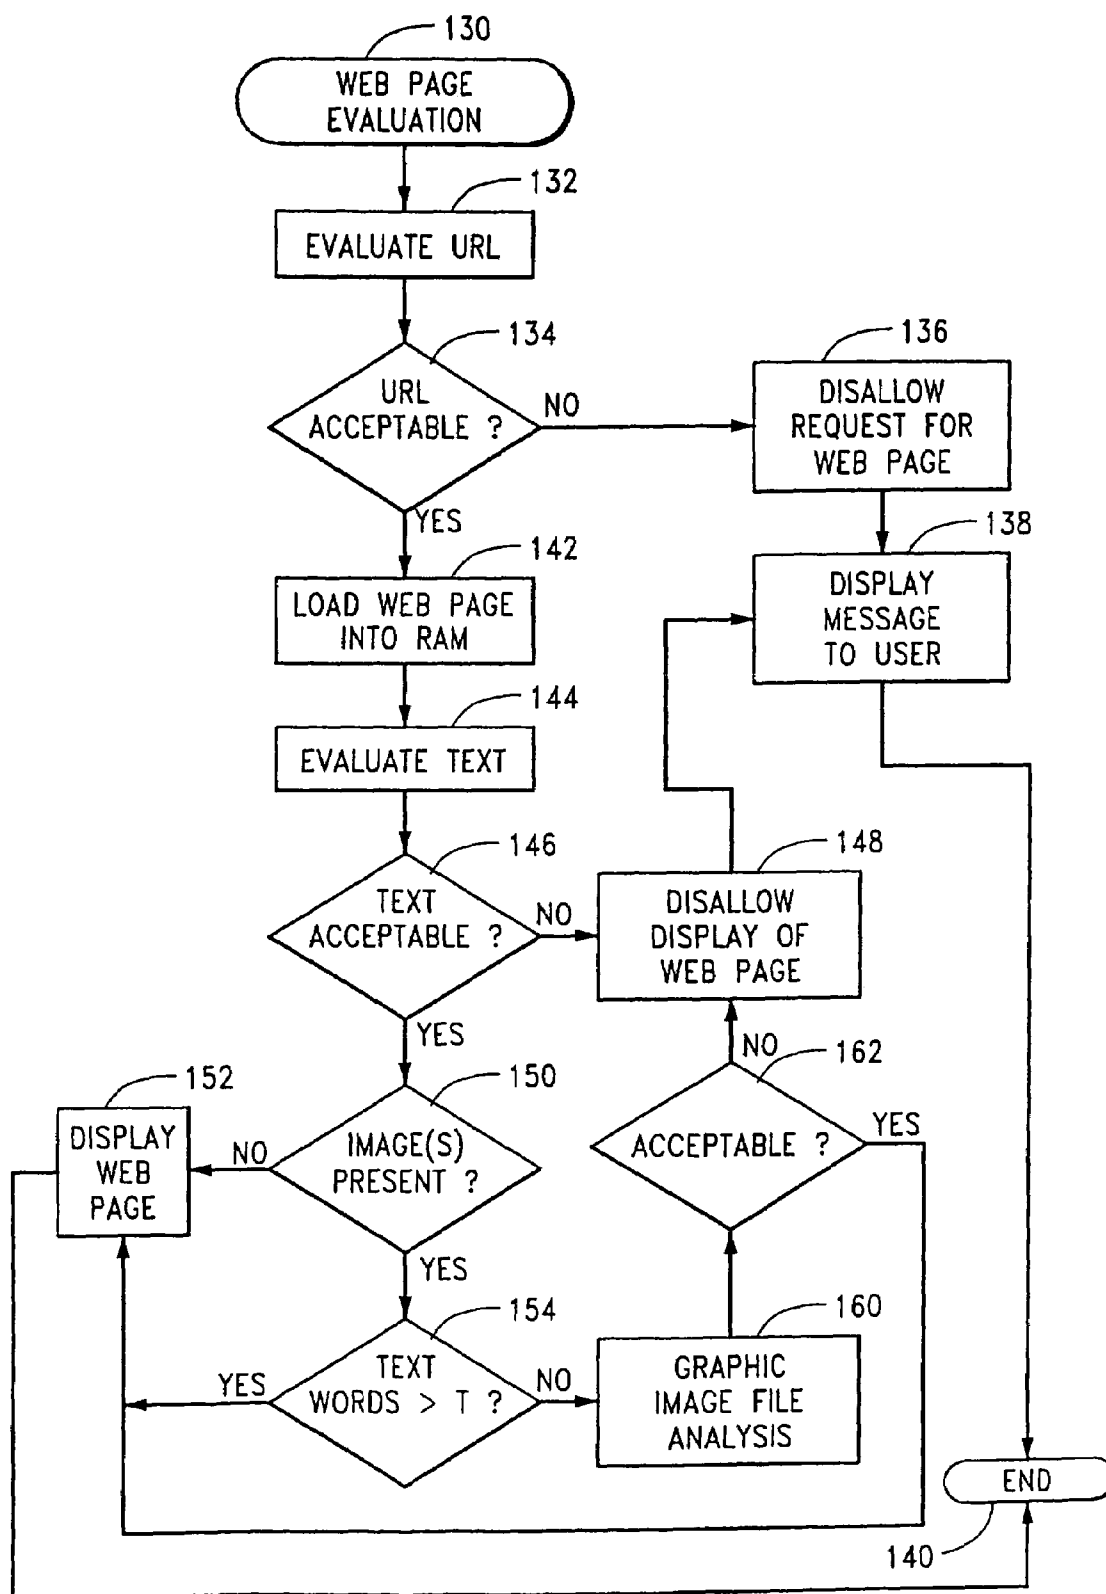 130
WEB PAGE
EVALUATION
132
EVALUATE URL
134
URL
ACCEPTABLE ?
NO
YES
136
DISALLOW
REQUEST FOR
WEB PAGE
138
DISPLAY
MESSAGE
TO USER
142
LOAD WEB PAGE
INTO RAM
144
EVALUATE TEXT
146
TEXT
ACCEPTABLE ?
NO
YES
148
DISALLOW
DISPLAY OF
WEB PAGE
150
IMAGE(S)
PRESENT ?
NO
YES
152
DISPLAY
WEB
PAGE
162
ACCEPTABLE ?
NO
YES
154
TEXT
WORDS > T ?
YES
NO
160
GRAPHIC
IMAGE FILE
ANALYSIS
END
140